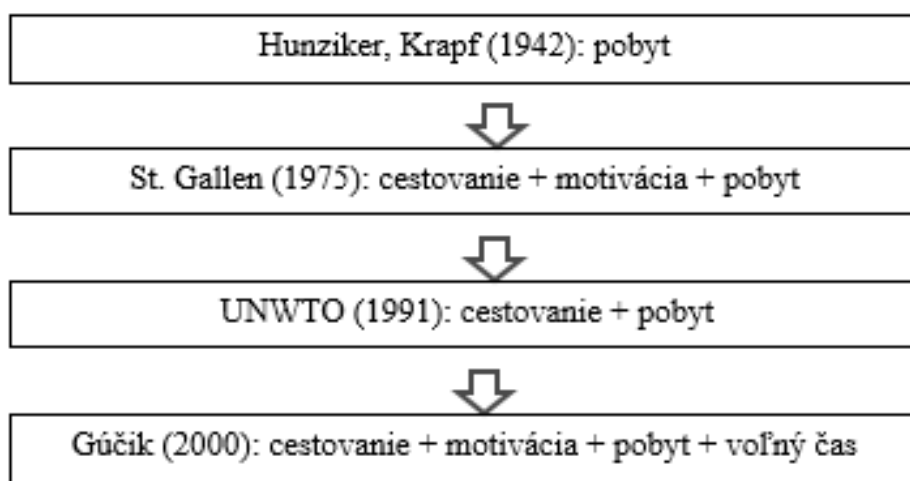 Hunziker, Krapf (1942): pobyt
St. Gallen (1975): cestovanie + motivácia + pobyt
UNWTO (1991): cestovanie + pobyt
Gúčik (2000): cestovanie + motivácia + pobyt + voľný čas